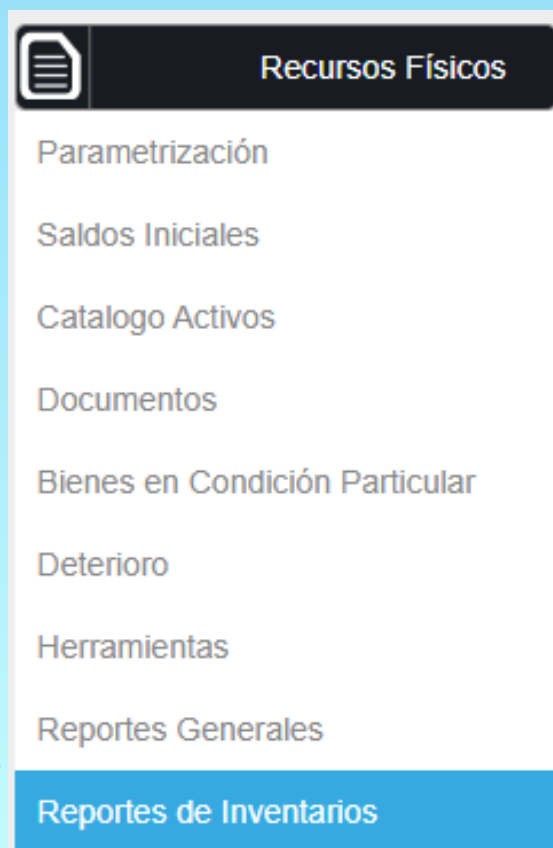 Recursos Físicos
Parametrización
Saldos Iniciales
Catalogo Activos
Documentos
Bienes en Condición Particular
Deterioro
Herramientas
Reportes Generales
Reportes de Inventarios